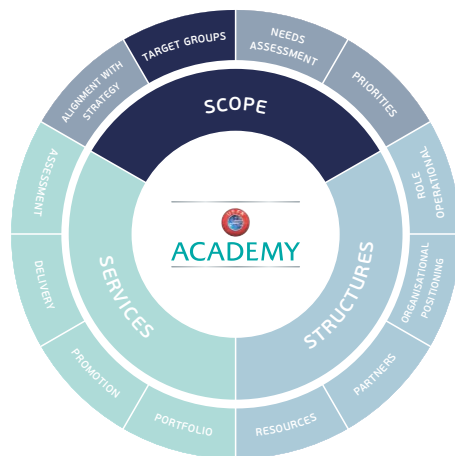 TARGET GROUPS
NEEDS
ASSESSMENT
PRIORITIES
ROLE
OPERATIONAL
ORGANISATIONAL
POSITIONING
PARTNERS
RESOURCES
PORTFOLIO
PROMOTION
DELIVERY
ASSESSMENT
ALIGNMENT WITH
STRATEGY
SCOPE
STRUCTURES
SERVICES
UEFA
ACADEMY